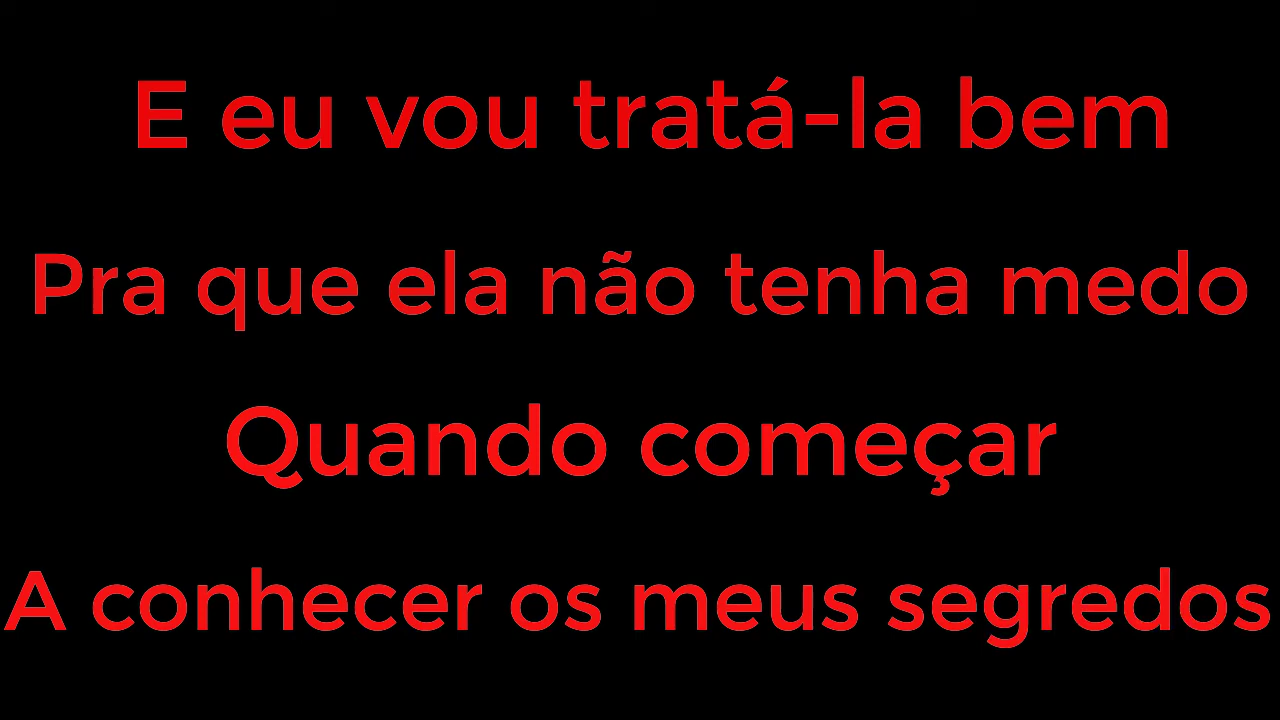 E eu vou tratá-la bem
Pra que ela não tenha medo
Quando começar
A conhecer os meus segredos